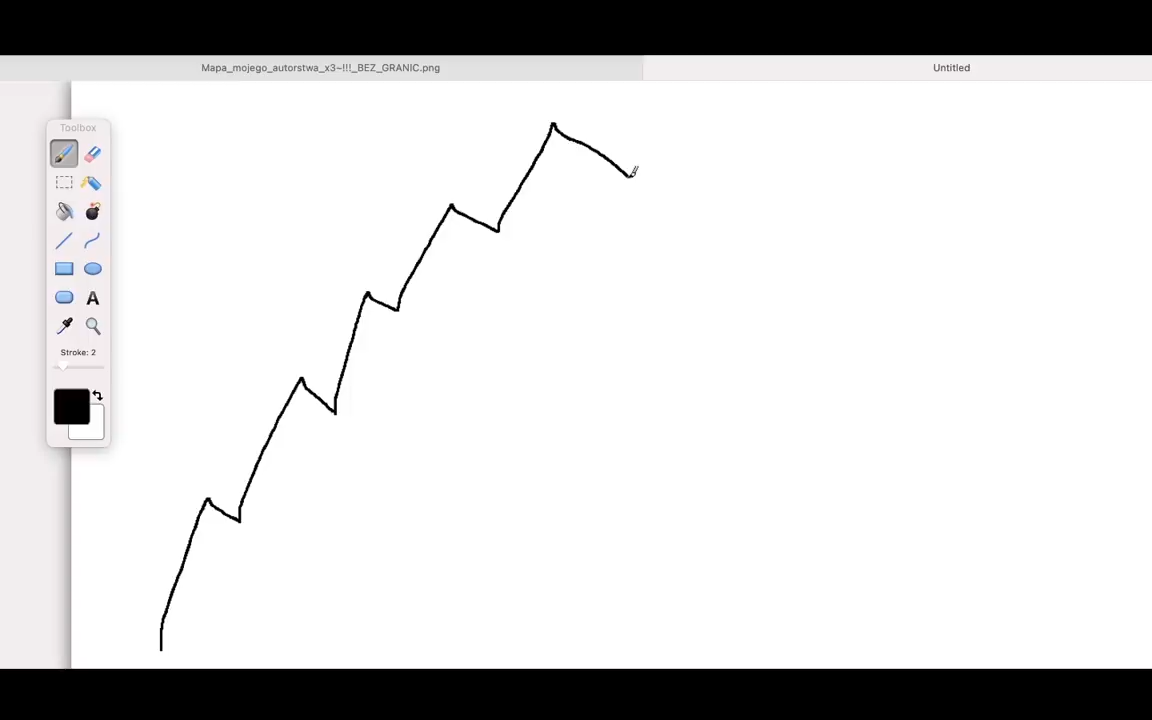 Mapa_mojego_autorstwa_x3~!!!_BEZ_GRANIC.png
Untitled
Toolbox
A
Stroke: 2